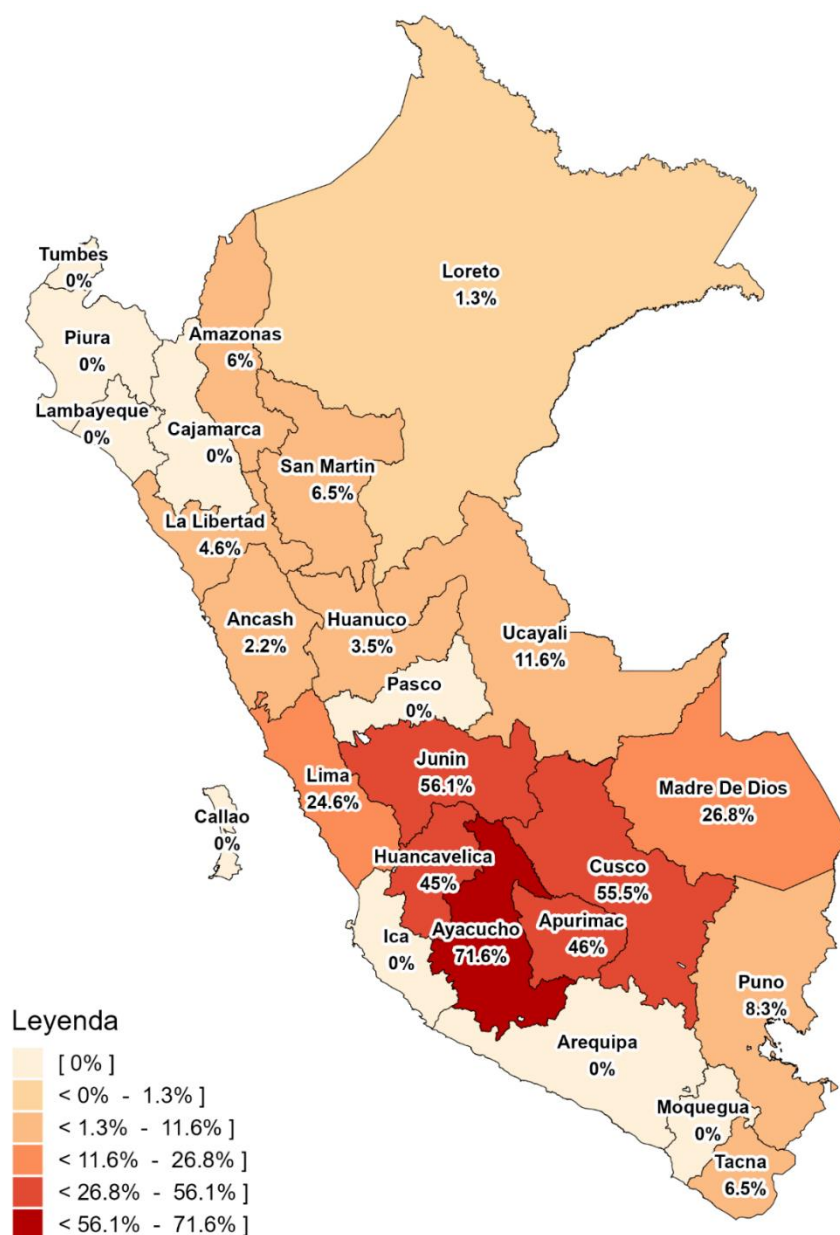 Loreto
1.3%
Tumbes
0%
Amazonas
6%
Piura
0%
Lambayeque
0%
Cajamarca
0%
San Martin
6.5%
La Libertad
4.6%
Ancash
2.2%
Huanuco
3.5%
Ucayali
11.6%
Pasco
0%
Junin
56.1%
Lima
24.6%
Madre De Dios
26.8%
Callao
0%
Huancavelica
45%
Cusco
55.5%
Apurimac
46%
Ayacucho
71.6%
Ica
0%
Puno
8.3%
Arequipa
0%
Moquegua
0%
Tacna
6.5%
Leyenda
[ 0% ]
< 0% - 1.3% ]
< 1.3% - 11.6% ]
< 11.6% - 26.8% ]
< 26.8% - 56.1% ]
< 56.1% - 71.6% ]